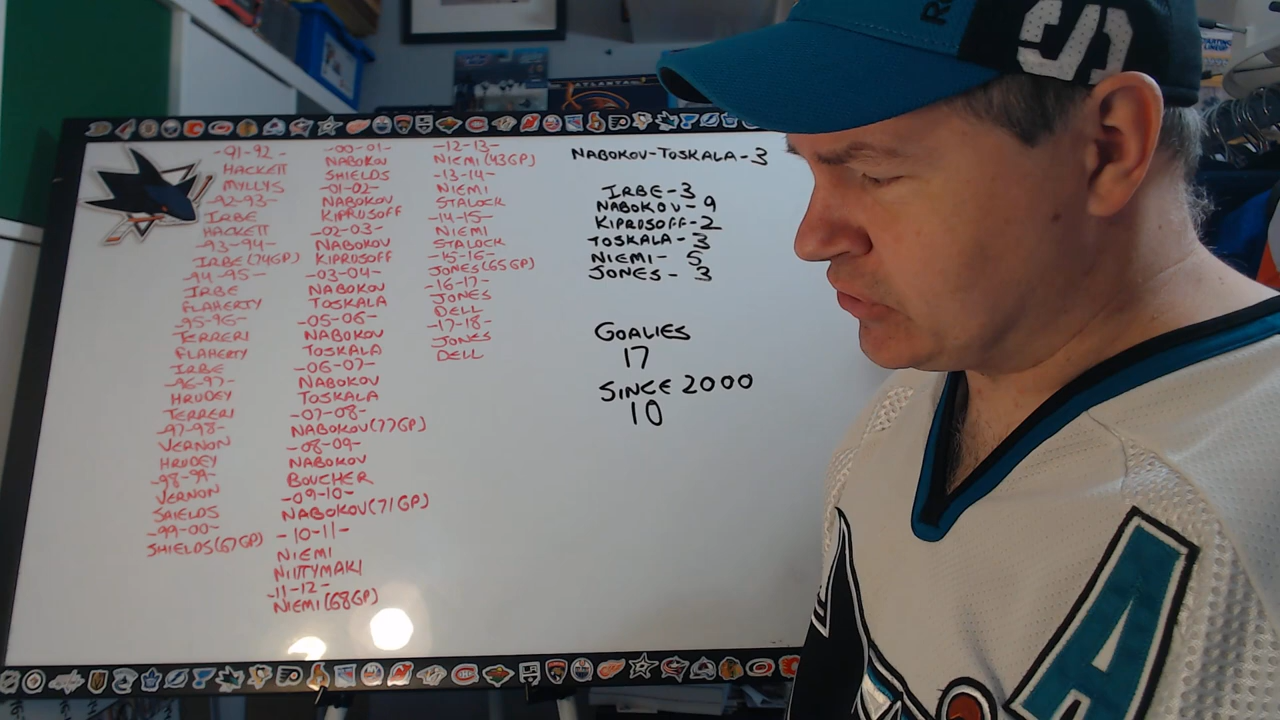 -91-92-
HACKETT
MYLLYS
-92-93-
IRBE
HACKETT
-93-94-
IRBE(74GP)
-94-95-
IRBE
FLAHERTY
-95-96-
TERRERI
FLAHERTY
IRBE
-96-97-
HRUDEY
TERRERI
-97-98-
VERNON
HRUDEY
-98-99-
VERNON
SHIELDS
-99-00-
SHIELDS(67GP)
-00-01-
NABOKOV
SHIELDS
-01-02-
NABOKOV
KIPRUSOFF
-02-03-
NABOKOV
KIPRUSOFF
-03-04-
NABOKOV
TOSKALA
-05-06-
NABOKOV
TOSKALA
-06-07-
NABOKOV
TOSKALA
-07-08-
NABOKOV(77GP)
-08-09-
NABOKOV
BOUCHER
-09-10-
NABOKOV(71GP)
-10-11-
NIEMI
NIITTYMAKI
-11-12-
NIEMI(68GP)
-12-13-
NIEMI(43GP)
-13-14-
NIEMI
STALOCK
-14-15-
NIEMI
STALOCK
-15-16-
JONES(65GP)
-16-17-
JONES
DELL
-17-18-
JONES
DELL
NABOKOV-TOSKALA-3
IRBE-3
NABOKOV-9
KIPRUSOFF-2
TOSKALA-3
NIEMI-5
JONES-3
GOALIES
17
SINCE 2000
10
ATLANTA
STARTING
LINEUP
Re
SJ
A